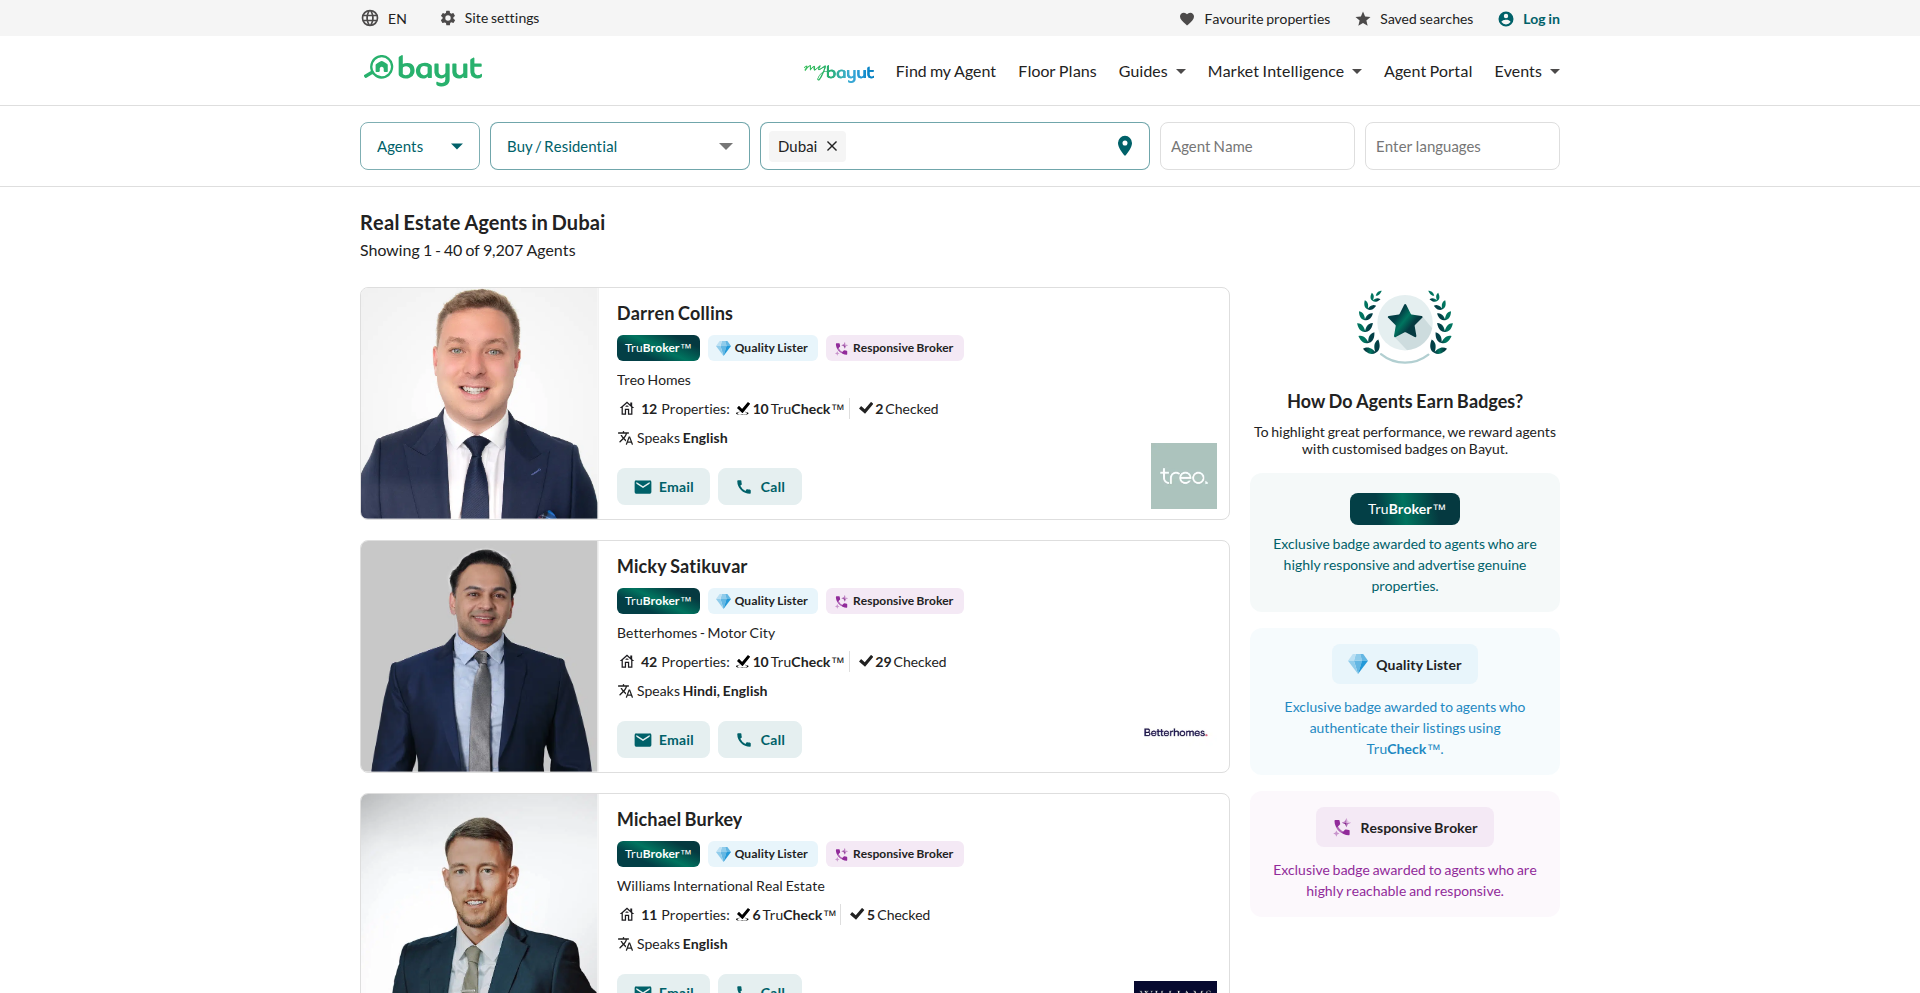 EN
Site settings
Favourite properties
Saved searches
Log in
bayut
mybayut
Find my Agent
Floor Plans
Guides
Market Intelligence
Agent Portal
Events
Agents
Buy / Residential
Dubai
Agent Name
Enter languages
Real Estate Agents in Dubai
Showing 1 - 40 of 9,207 Agents
Darren Collins
TruBroker™
Quality Lister
Responsive Broker
Treo Homes
12 Properties: 10 TruCheck™ 2 Checked
Speaks English
Email
Call
treo.
Micky Satikuvar
TruBroker™
Quality Lister
Responsive Broker
Betterhomes - Motor City
42 Properties: 10 TruCheck™ 29 Checked
Speaks Hindi, English
Email
Call
Betterhomes.
Michael Burkey
TruBroker™
Quality Lister
Responsive Broker
Williams International Real Estate
11 Properties: 6 TruCheck™ 5 Checked
Speaks English
Email
Call
How Do Agents Earn Badges?
To highlight great performance, we reward agents
with customised badges on Bayut.
TruBroker™
Exclusive badge awarded to agents who are
highly responsive and advertise genuine
properties.
Quality Lister
Exclusive badge awarded to agents who
authenticate their listings using
TruCheck™.
Responsive Broker
Exclusive badge awarded to agents who are
highly reachable and responsive.